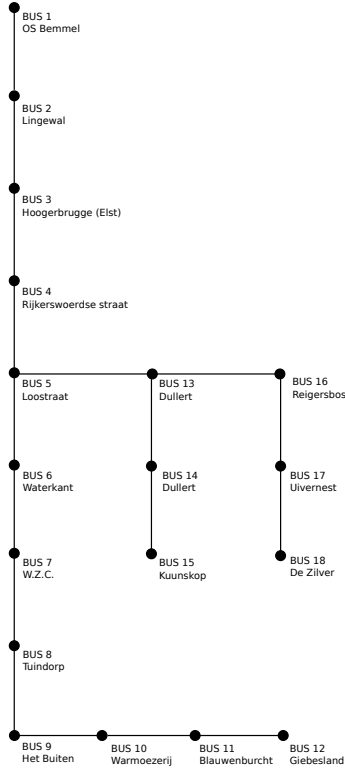 BUS 1
OS Bemmel
BUS 2
Lingewal
BUS 3
Hoogerbrugge (Elst)
BUS 4
Rijkerswoerdse straat
BUS 5
Loostraat
BUS 13
Dullert
BUS 16
Reigersbos
BUS 6
Waterkant
BUS 14
Dullert
BUS 17
Uivernest
BUS 7
W.Z.C.
BUS 15
Kuunskop
BUS 18
De Zilver
BUS 8
Tuindorp
BUS 9
Het Buiten
BUS 10
Warmoezerij
BUS 11
Blauwenburcht
BUS 12
Giebesland